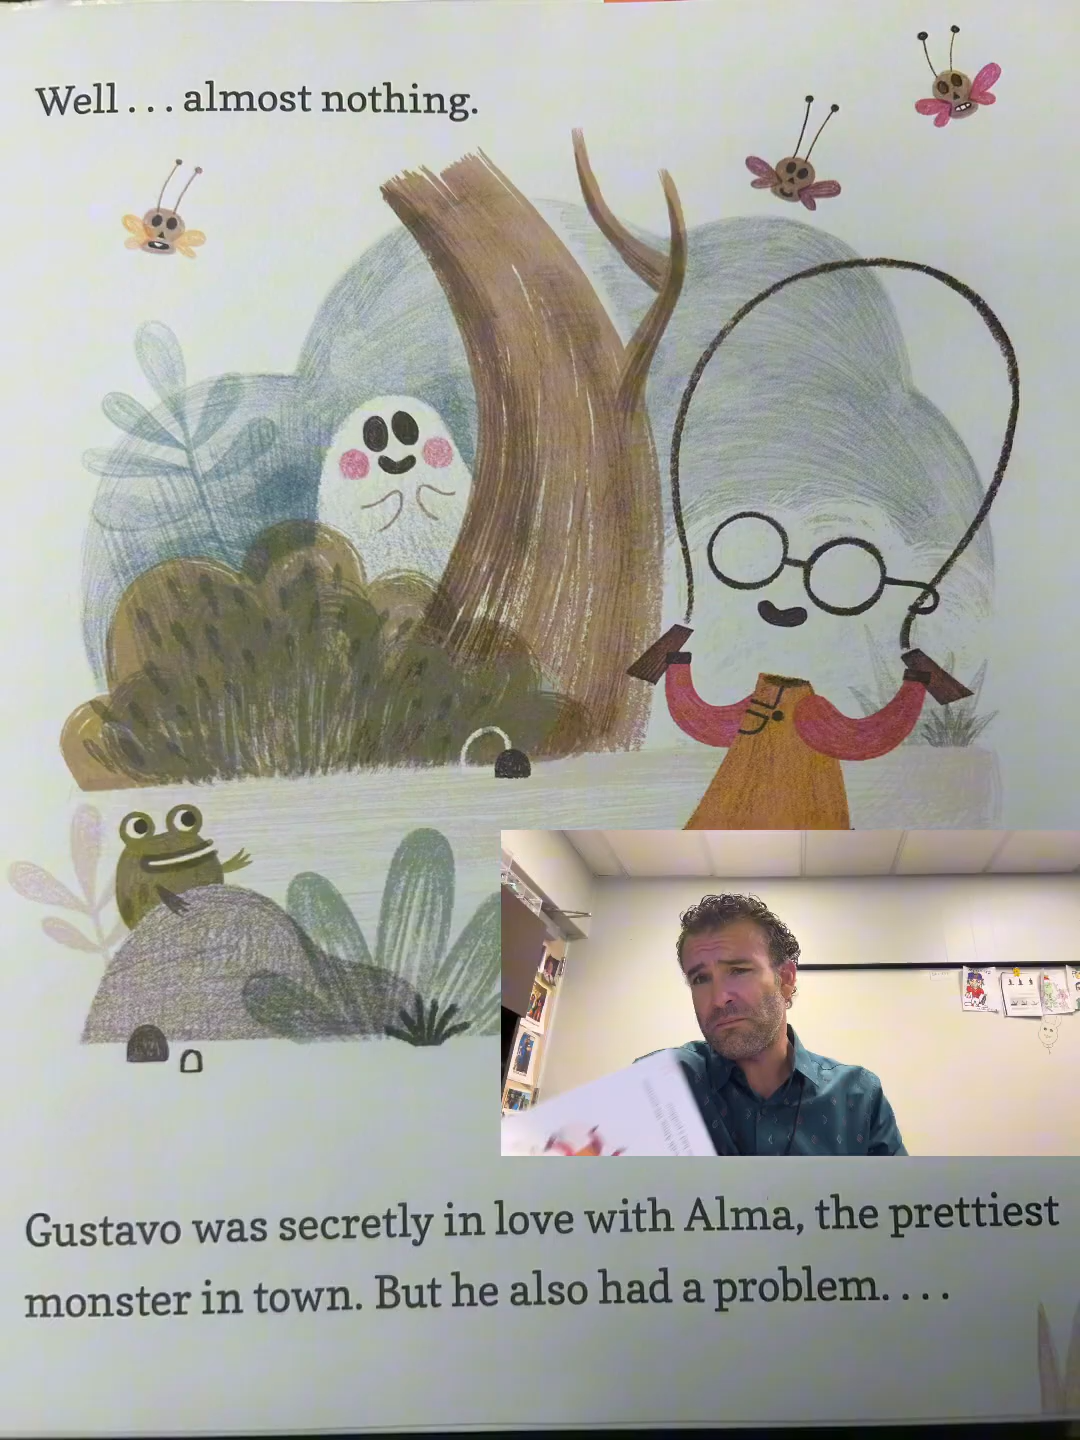 Well . . . almost nothing.
Gustavo was secretly in love with Alma, the prettiest
monster in town. But he also had a problem. . . .